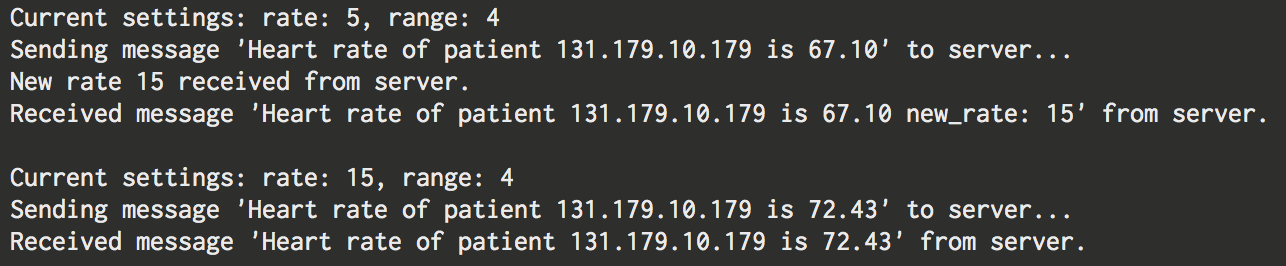 Current settings: rate: 5, range: 4
Sending message 'Heart rate of patient 131.179.10.179 is 67.10' to server...
New rate 15 received from server.
Received message 'Heart rate of patient 131.179.10.179 is 67.10 new_rate: 15' from server.
Current settings: rate: 15, range: 4
Sending message 'Heart rate of patient 131.179.10.179 is 72.43' to server...
Received message 'Heart rate of patient 131.179.10.179 is 72.43' from server.